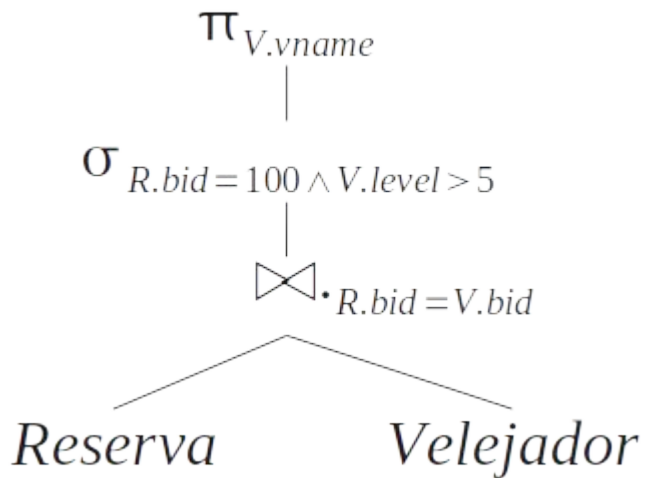 π V.vname
σ R.bid = 100 ∧ V.level > 5
⋈ . R.bid = V.bid
Reserva Velejador